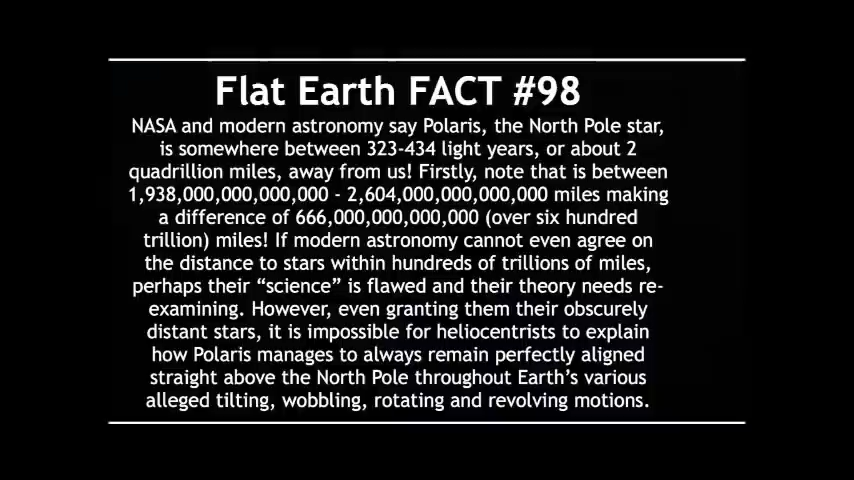 Flat Earth FACT #98
NASA and modern astronomy say Polaris, the North Pole star,
is somewhere between 323-434 light years, or about 2
quadrillion miles, away from us! Firstly, note that is between
1,938,000,000,000,000 - 2,604,000,000,000,000 miles making
a difference of 666,000,000,000,000 (over six hundred
trillion) miles! If modern astronomy cannot even agree on
the distance to stars within hundreds of trillions of miles,
perhaps their “science” is flawed and their theory needs re-
examining. However, even granting them their obscurely
distant stars, it is impossible for heliocentrists to explain
how Polaris manages to always remain perfectly aligned
straight above the North Pole throughout Earth’s various
alleged tilting, wobbling, rotating and revolving motions.